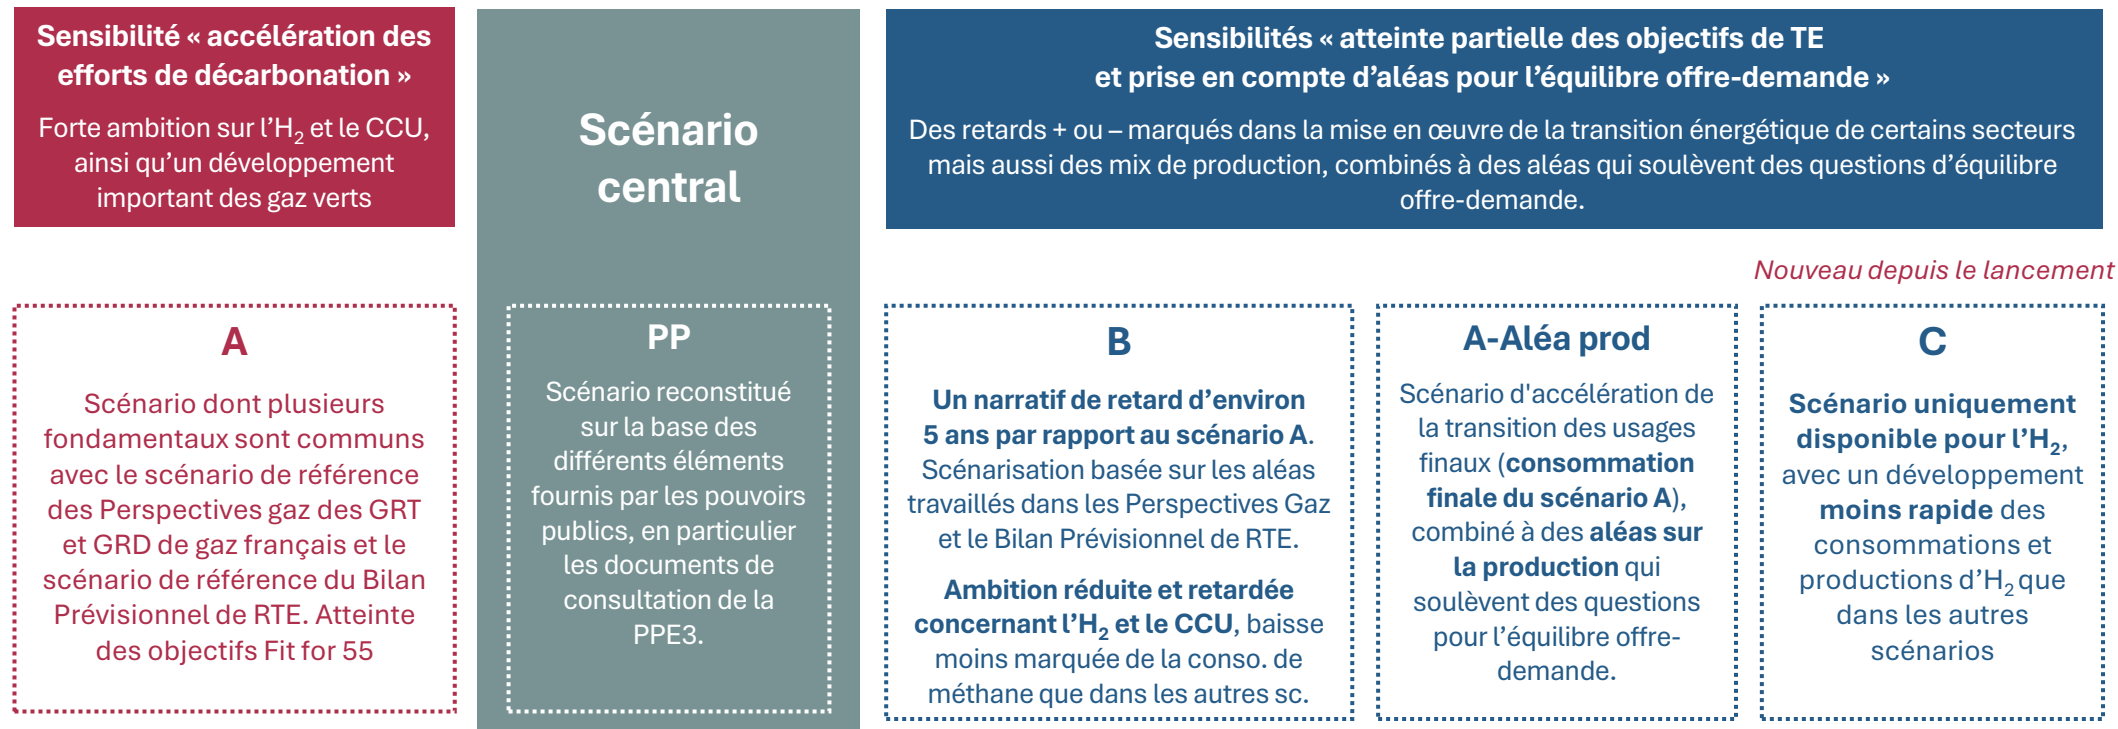 Sensibilité « accélération des
efforts de décarbonation »
Forte ambition sur l’H₂ et le CCU,
ainsi qu’un développement
important des gaz verts
Scénario
central
Sensibilités « atteinte partielle des objectifs de TE
et prise en compte d’aléas pour l’équilibre offre-demande »
Des retards + ou – marqués dans la mise en œuvre de la transition énergétique de certains secteurs
mais aussi des mix de production, combinés à des aléas qui soulèvent des questions d’équilibre
offre-demande.
Nouveau depuis le lancement
A
Scénario dont plusieurs
fondamentaux sont communs
avec le scénario de référence
des Perspectives gaz des GRT
et GRD de gaz français et le
scénario de référence du Bilan
Prévisionnel de RTE. Atteinte
des objectifs Fit for 55
PP
Scénario reconstitué
sur la base des
différents éléments
fournis par les pouvoirs
publics, en particulier
les documents de
consultation de la
PPE3.
B
Un narratif de retard d’environ
5 ans par rapport au scénario A.
Scénarisation basée sur les aléas
travaillés dans les Perspectives Gaz
et le Bilan Prévisionnel de RTE.
Ambition réduite et retardée
concernant l’H₂ et le CCU, baisse
moins marquée de la conso. de
méthane que dans les autres sc.
A-Aléa prod
Scénario d'accélération de
la transition des usages
finaux (consommation
finale du scénario A),
combiné à des aléas sur
la production qui
soulèvent des questions
pour l’équilibre offre-
demande.
C
Scénario uniquement
disponible pour l’H₂,
avec un développement
moins rapide des
consommations et
productions d’H₂ que
dans les autres
scénarios